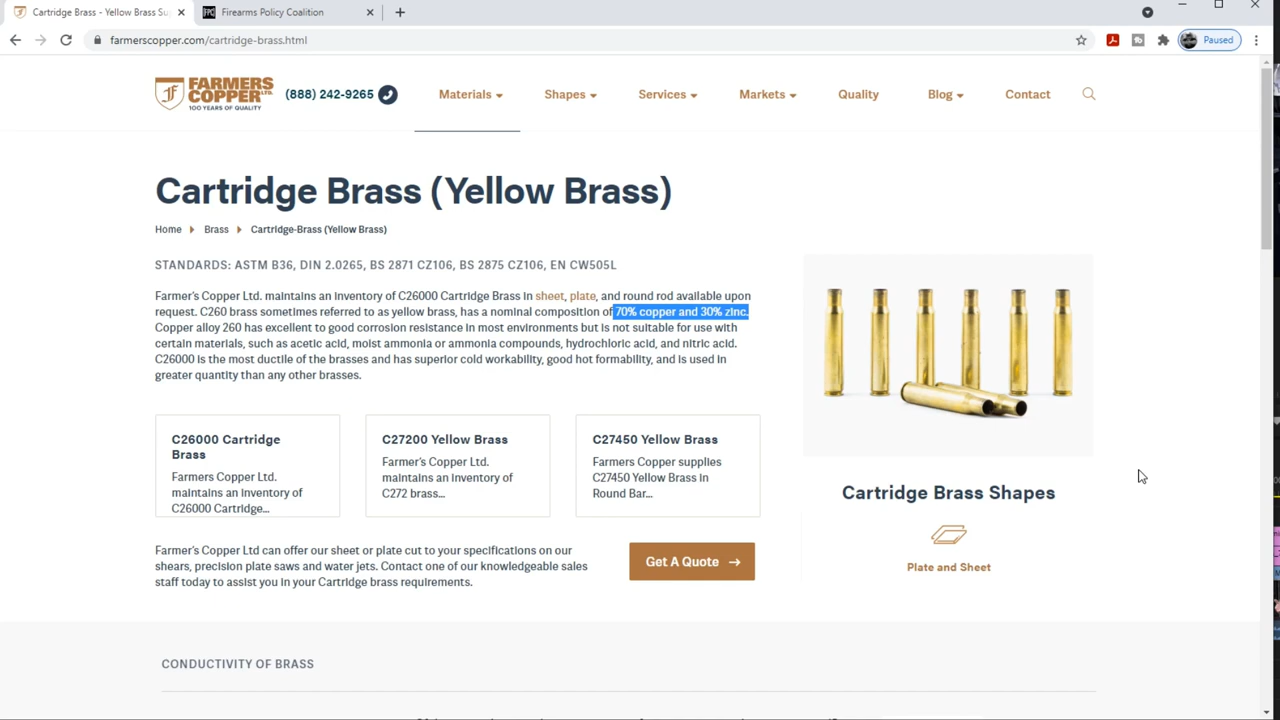 Cartridge Brass - Yellow Brass Su
Firearms Policy Coalition
farmerscopper.com/cartridge-brass.html
Paused
FARMERS COPPER LTD.
100 YEARS OF QUALITY
(888) 242-9265
Materials
Shapes
Services
Markets
Quality
Blog
Contact
Cartridge Brass (Yellow Brass)
Home
Brass
Cartridge-Brass (Yellow Brass)
STANDARDS: ASTM B36, DIN 2.0265, BS 2871 CZ106, BS 2875 CZ106, EN CW505L
Farmer's Copper Ltd. maintains an inventory of C26000 Cartridge Brass in sheet, plate, and round rod available upon
request. C260 brass sometimes referred to as yellow brass, has a nominal composition of 70% copper and 30% zinc.
Copper alloy 260 has excellent to good corrosion resistance in most environments but is not suitable for use with
certain materials, such as acetic acid, moist ammonia or ammonia compounds, hydrochloric acid, and nitric acid.
C26000 is the most ductile of the brasses and has superior cold workability, good hot formability, and is used in
greater quantity than any other brasses.
C26000 Cartridge
Brass
Farmers Copper Ltd.
maintains an inventory of
C26000 Cartridge...
C27200 Yellow Brass
Farmer's Copper Ltd.
maintains an inventory of
C272 brass...
C27450 Yellow Brass
Farmers Copper supplies
C27450 Yellow Brass in
Round Bar...
Cartridge Brass Shapes
Plate and Sheet
Farmer's Copper Ltd can offer our sheet or plate cut to your specifications on our
shears, precision plate saws and water jets. Contact one of our knowledgeable sales
staff today to assist you in your Cartridge brass requirements.
Get A Quote →
CONDUCTIVITY OF BRASS